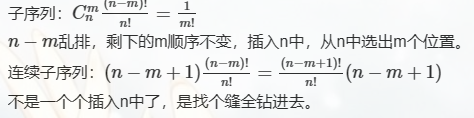 子序列：$C_n^m \frac{(n-m)!}{n!} = \frac{1}{m!}$
n − m乱排，剩下的m顺序不变，插入n中，从n中选出m个位置。
连续子序列：$(n-m+1)\frac{(n-m)!}{n!} = \frac{(n-m+1)!}{n!}(n-m+1)$
不是一个个插入n中了，是找个缝全钻进去。